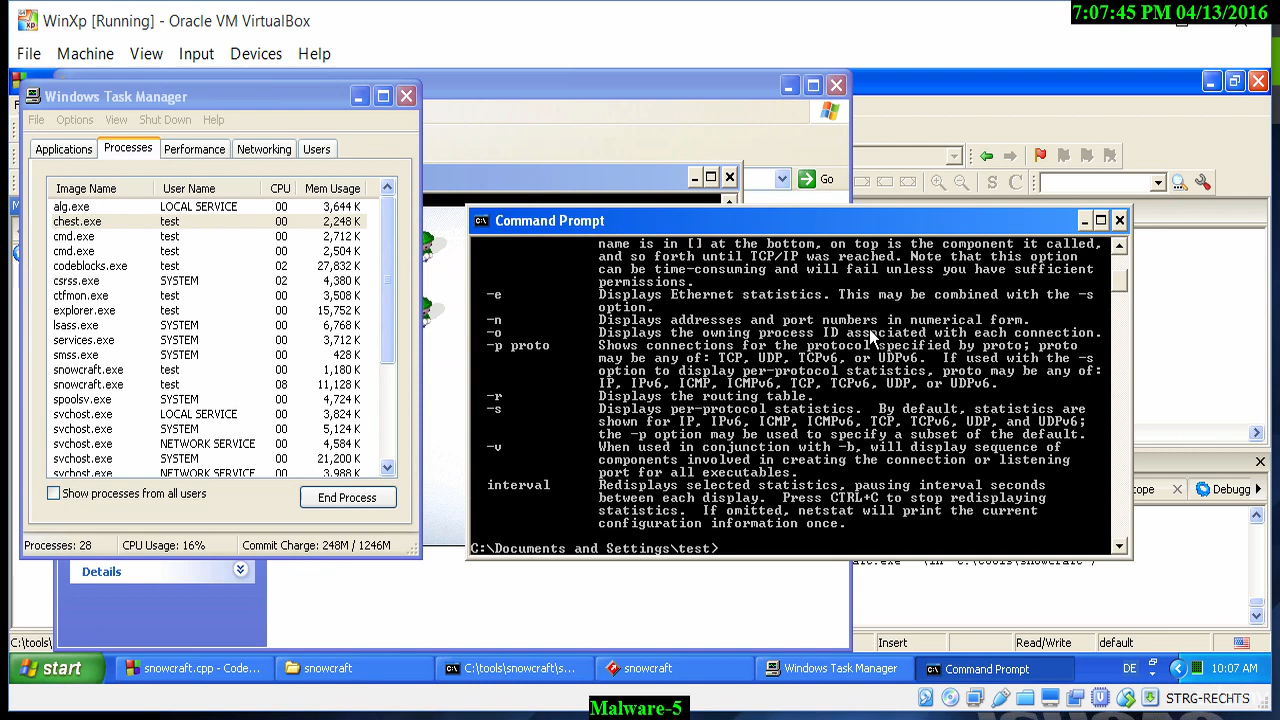 7:07:45 PM 04/13/2016
WinXp [Running] - Oracle VM VirtualBox
File Machine View Input Devices Help
Windows Task Manager
File Options View Shut Down Help
Applications Processes Performance Networking Users
Image Name User Name CPU Mem Usage
alg.exe LOCAL SERVICE 00 3,644 K
chest.exe test 00 2,248 K
cmd.exe test 00 2,712 K
cmd.exe test 00 2,504 K
codeblocks.exe test 02 27,832 K
csrss.exe SYSTEM 02 4,380 K
ctfmon.exe test 00 3,508 K
explorer.exe test 00 15,752 K
lsass.exe SYSTEM 00 6,768 K
services.exe SYSTEM 00 3,712 K
smss.exe SYSTEM 00 428 K
snowcraft.exe test 00 1,180 K
snowcraft.exe test 08 11,128 K
spoolsv.exe SYSTEM 00 4,724 K
svchost.exe LOCAL SERVICE 00 3,824 K
svchost.exe SYSTEM 00 5,124 K
svchost.exe NETWORK SERVICE 00 4,584 K
svchost.exe SYSTEM 00 21,200 K
svchost.exe NETWORK SERVICE 00 3,988 K
Show processes from all users End Process
Processes: 28 CPU Usage: 16% Commit Charge: 248M / 1246M
Details
Go
S C
Command Prompt
name is in [] at the bottom, on top is the component it called,
and so forth until TCP/IP was reached. Note that this option
can be time-consuming and will fail unless you have sufficient
permissions.
-e Displays Ethernet statistics. This may be combined with the -s
option.
-n Displays addresses and port numbers in numerical form.
-o Displays the owning process ID associated with each connection.
-p proto Shows connections for the protocol specified by proto; proto
may be any of: TCP, UDP, TCPv6, or UDPv6. If used with the -s
option to display per-protocol statistics, proto may be any of:
IP, IPv6, ICMP, ICMPv6, TCP, TCPv6, UDP, or UDPv6.
-r Displays the routing table.
-s Displays per-protocol statistics. By default, statistics are
shown for IP, IPv6, ICMP, ICMPv6, TCP, TCPv6, UDP, and UDPv6;
the -p option may be used to specify a subset of the default.
-v When used in conjunction with -b, will display sequence of
components involved in creating the connection or listening
port for all executables.
interval Redisplays selected statistics, pausing interval seconds
between each display. Press CTRL+C to stop redisplaying
statistics. If omitted, netstat will print the current
configuration information once.
C:\Documents and Settings\test>
cope Debugg
C:\tools\ Insert Read/Write default
start snowcraft.cpp - Code... snowcraft C:\tools\snowcraft\s... snowcraft Windows Task Manager Command Prompt DE 10:07 AM
STRG-RECHTS
Malware-5